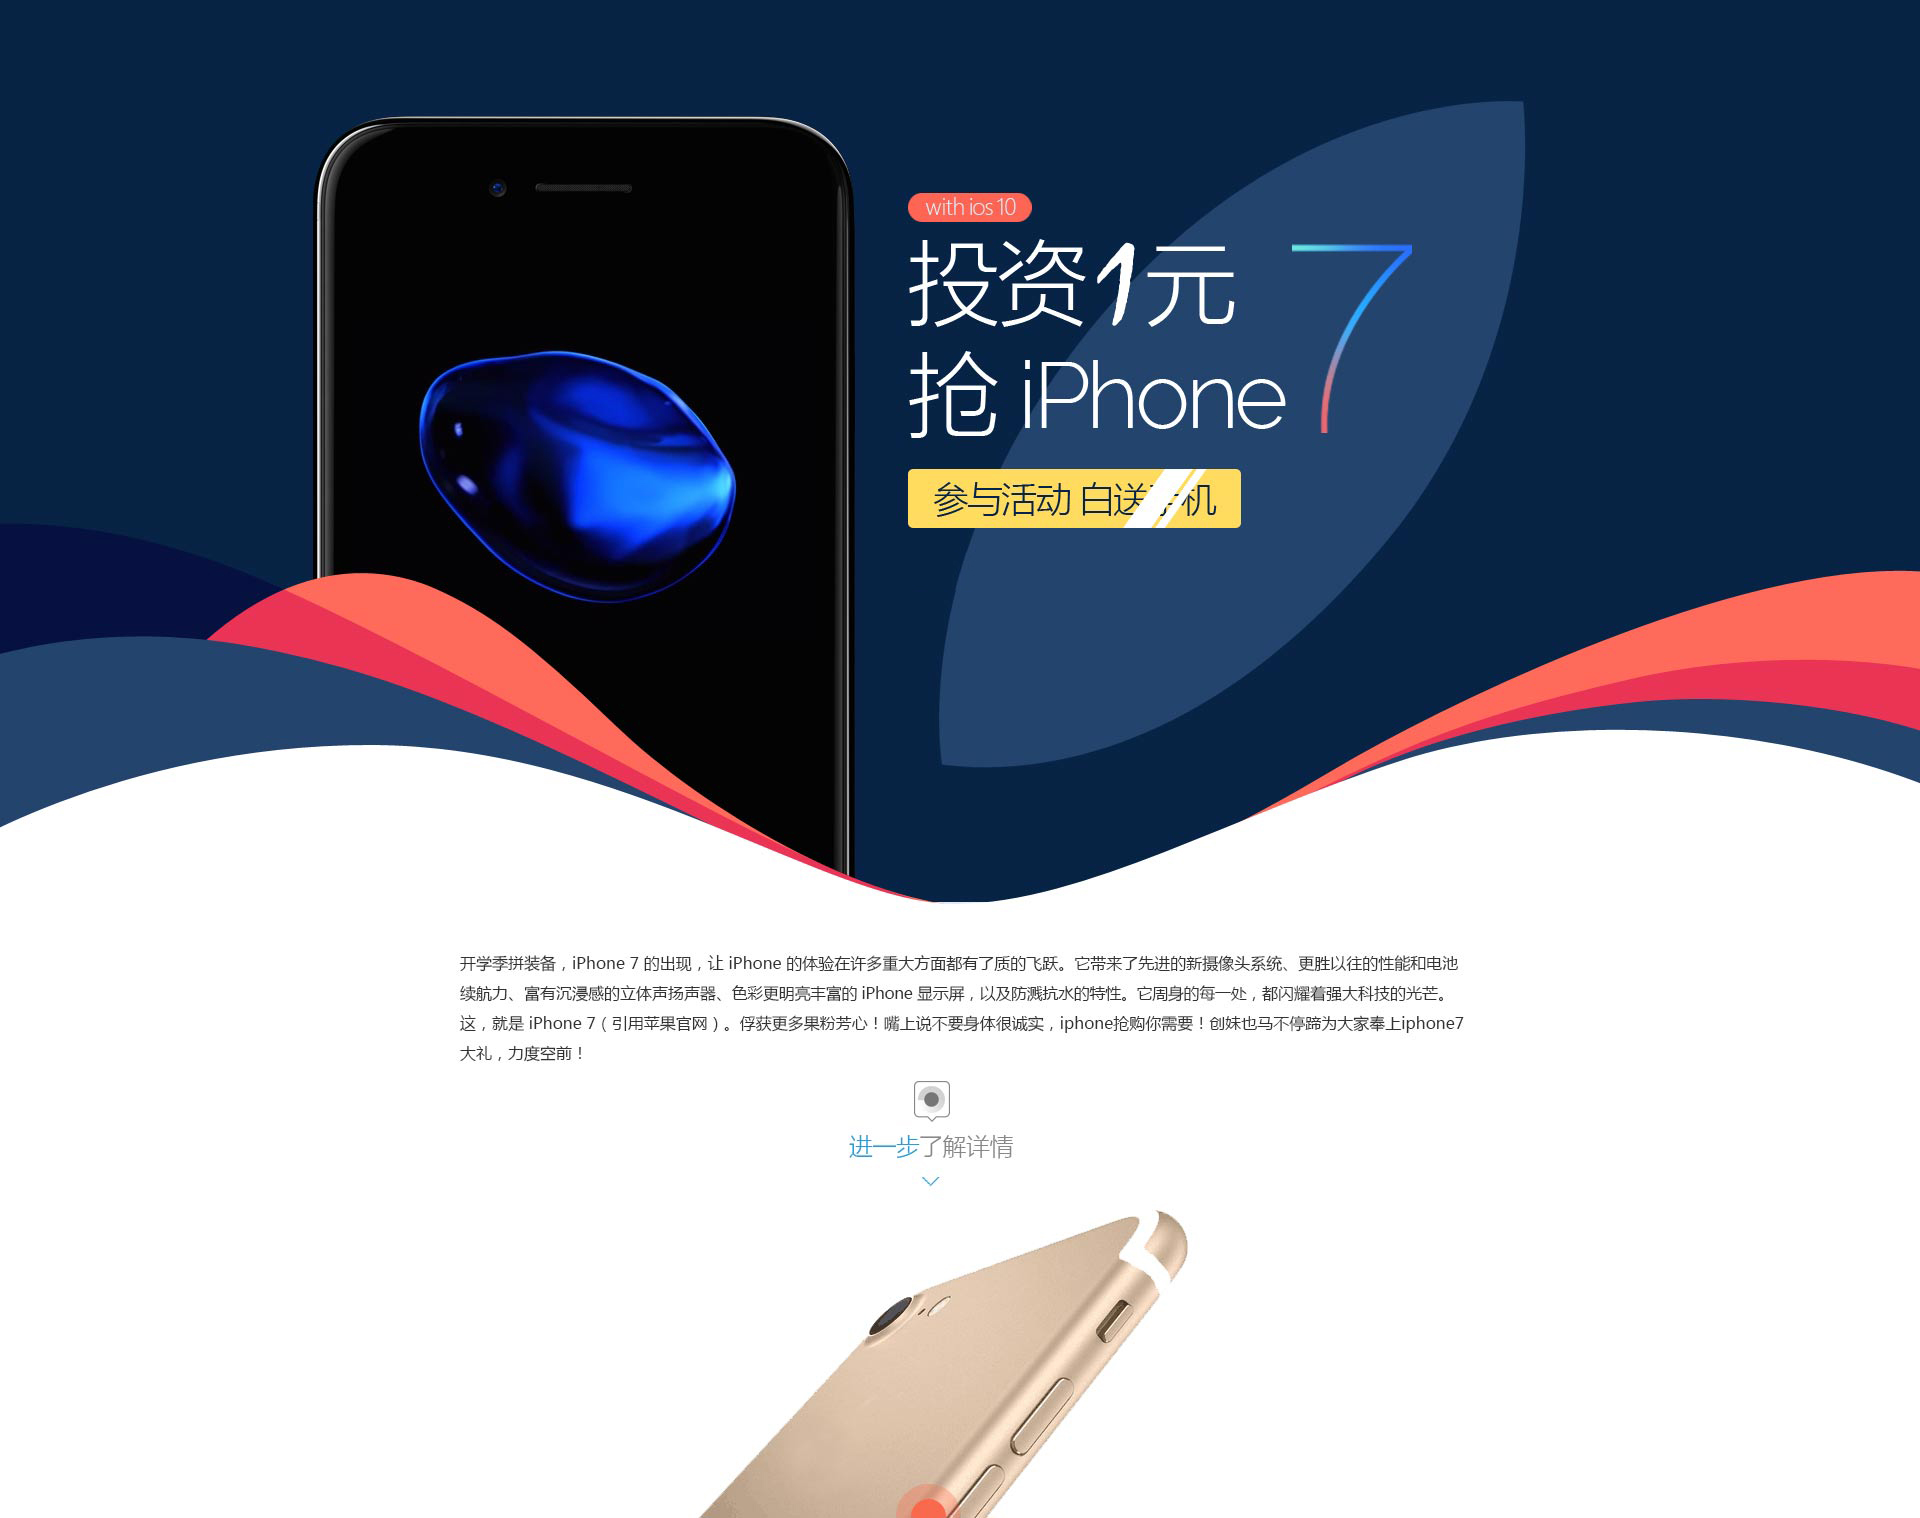 with ios 10
投资1元
抢 iPhone 7
参与活动 白送手机
开学季拼装备，iPhone 7 的出现，让 iPhone 的体验在许多重大方面都有了质的飞跃。它带来了先进的新摄像头系统、更胜以往的性能和电池
续航力、富有沉浸感的立体声扬声器、色彩更明亮丰富的 iPhone 显示屏，以及防溅抗水的特性。它周身的每一处，都闪耀着强大科技的光芒。
这，就是 iPhone 7（引用苹果官网）。俘获更多果粉芳心！嘴上说不要身体很诚实，iphone抢购你需要！创妹也马不停蹄为大家奉上iphone7
大礼，力度空前！
进一步了解详情